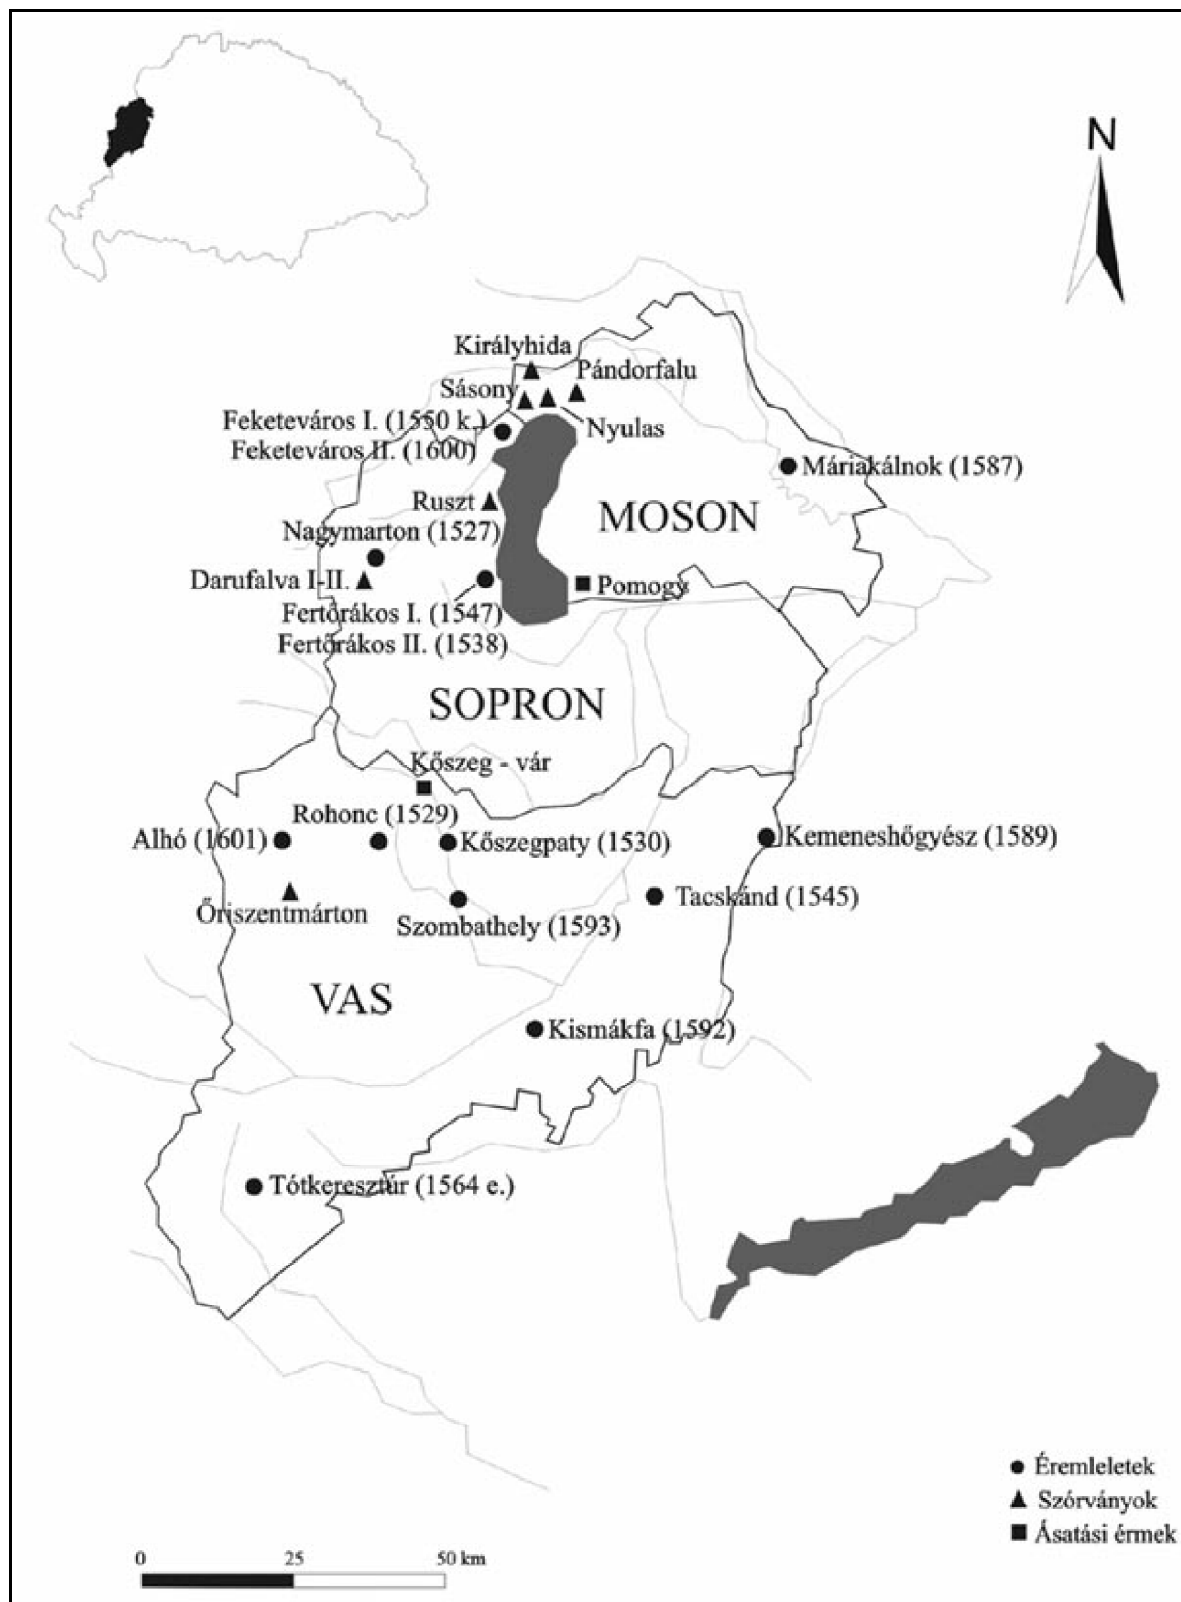 N
Királyhida
Pándorfalu
Sásony
Feketeváros I. (1550 k.)
Nyulas
Feketeváros II. (1600)
Máriakálnok (1587)
Ruszt
MOSON
Nagymarton (1527)
Darufalva I-II.
Pomogy
Fertőrákos I. (1547)
Fertőrákos II. (1538)
SOPRON
Kőszeg - vár
Rohonc (1529)
Alhó (1601)
Kőszegpaty (1530)
Kemeneshőgyész (1589)
Tacskánd (1545)
Őriszentmárton
Szombathely (1593)
VAS
Kismákfa (1592)
Tótkeresztúr (1564 e.)
Éremleletek
Szórványok
Ásatási érmek
0 25 50 km